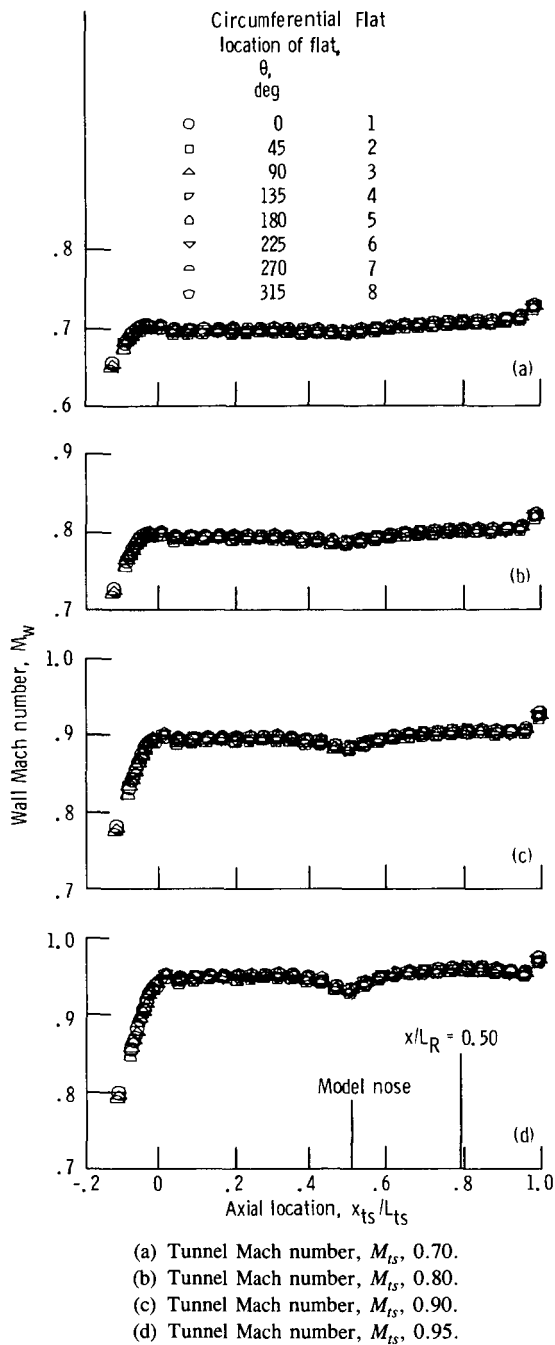 Circumferential Flat
location of flat,
θ,
deg
0 1
45 2
90 3
135 4
180 5
225 6
270 7
315 8
.8
.7
.6
(a)
.9
.8
.7
(b)
1.0
.9
.8
.7
(c)
1.0
.9
.8
.7
x/L_R = 0.50
Model nose
(d)
Wall Mach number, M_w
-.2 0 .2 .4 .6 .8 1.0
Axial location, x_ts/L_ts
(a) Tunnel Mach number, M_ts, 0.70.
(b) Tunnel Mach number, M_ts, 0.80.
(c) Tunnel Mach number, M_ts, 0.90.
(d) Tunnel Mach number, M_ts, 0.95.